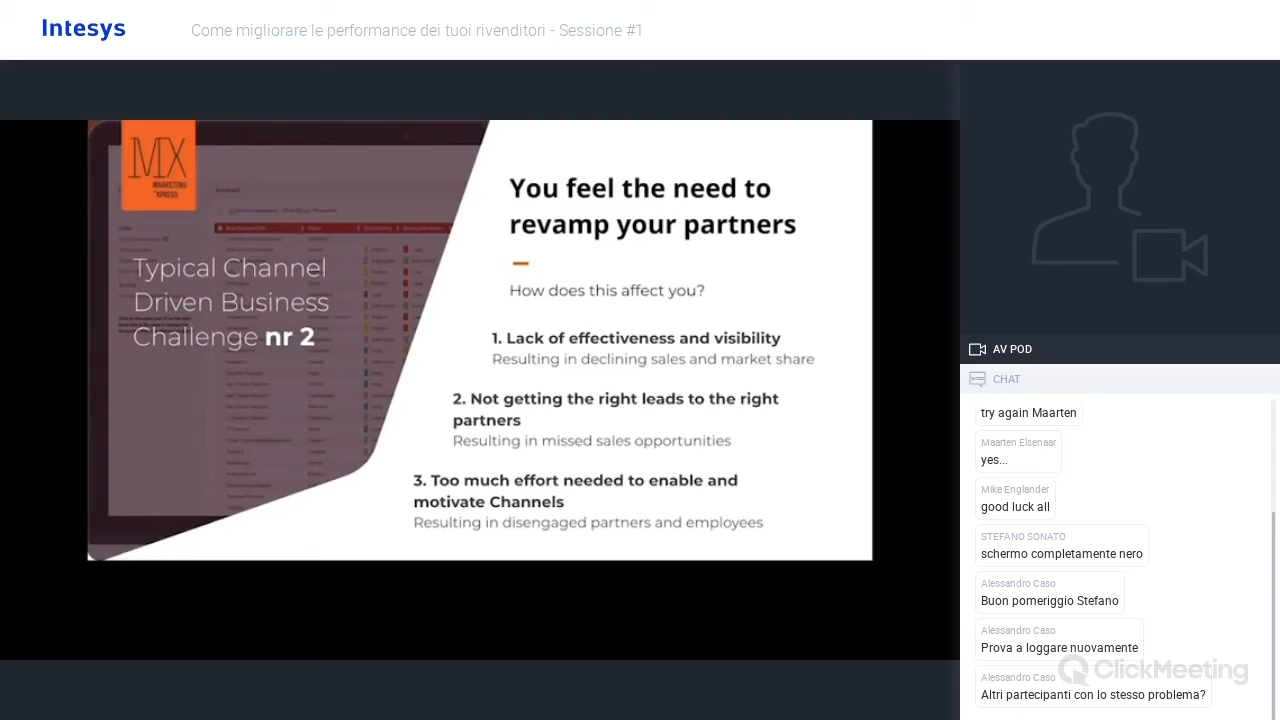 Intesys
Come migliorare le performance dei tuoi rivenditori - Sessione #1
MX
MARKETING
XPRESS
Typical Channel
Driven Business
Challenge nr 2
You feel the need to
revamp your partners
How does this affect you?
1. Lack of effectiveness and visibility
Resulting in declining sales and market share
2. Not getting the right leads to the right
partners
Resulting in missed sales opportunities
3. Too much effort needed to enable and
motivate Channels
Resulting in disengaged partners and employees
AV POD
CHAT
try again Maarten
Maarten Elsenaar
yes...
Mike Englander
good luck all
STEFANO SONATO
schermo completamente nero
Alessandro Caso
Buon pomeriggio Stefano
Alessandro Caso
Prova a loggare nuovamente
ClickMeeting
Alessandro Caso
Altri partecipanti con lo stesso problema?